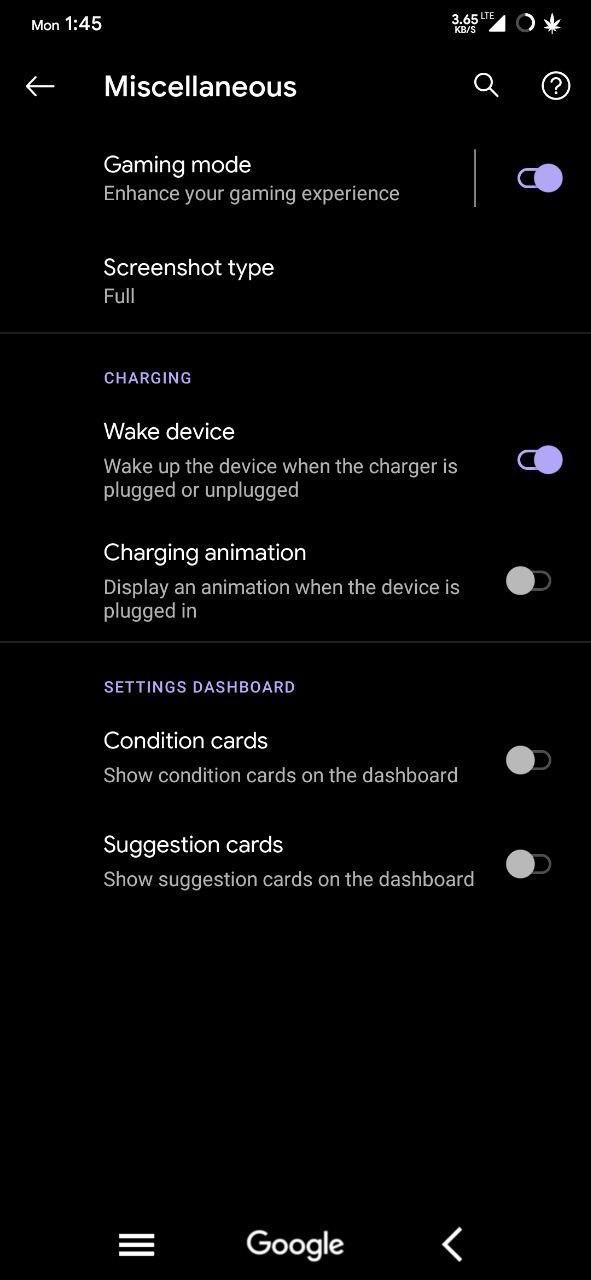 Mon 1:45
3.65 LTE
KB/S
Miscellaneous
Gaming mode
Enhance your gaming experience
Screenshot type
Full
CHARGING
Wake device
Wake up the device when the charger is
plugged or unplugged
Charging animation
Display an animation when the device is
plugged in
SETTINGS DASHBOARD
Condition cards
Show condition cards on the dashboard
Suggestion cards
Show suggestion cards on the dashboard
Google